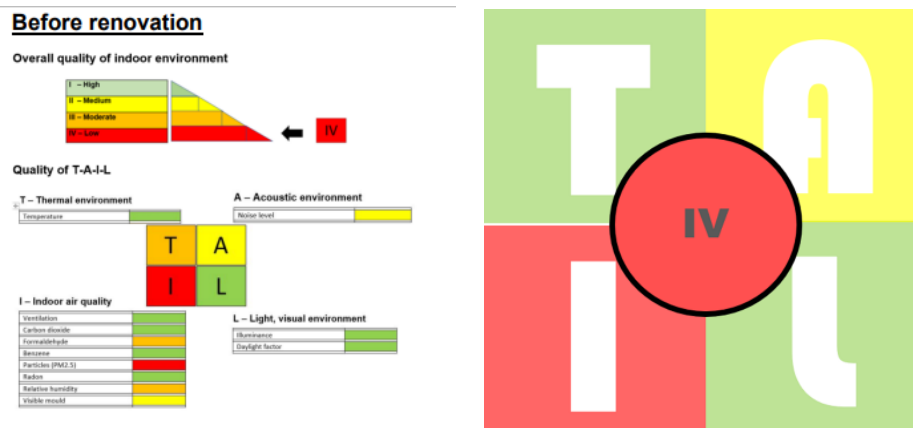 Before renovation
Overall quality of indoor environment
I – High
II – Medium
III – Moderate
IV – Low
IV
Quality of T-A-I-L
T – Thermal environment
Temperature
A – Acoustic environment
Noise level
T A
I L
I – Indoor air quality
Ventilation
Carbon dioxide
Formaldehyde
Benzene
Particles (PM2.5)
Radon
Relative humidity
Visible mould
L – Light, visual environment
Illuminance
Daylight factor
T A
IV
I L